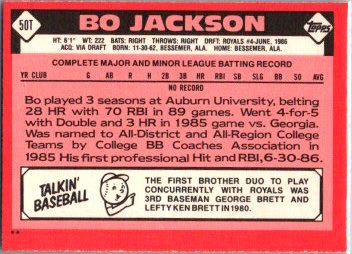 50T
BO JACKSON
Topps
HT: 6'1" WT: 222 BATS: RIGHT THROWS: RIGHT DRFT: ROYALS #4-JUNE, 1986
ACQ: VIA DRAFT BORN: 11-30-62, BESSEMER, ALA. HOME: BESSEMER, ALA.
COMPLETE MAJOR AND MINOR LEAGUE BATTING RECORD
YR CLUB G AB R H 2B 3B HR RBI SB SLG BB SO AVG
NO RECORD
Bo played 3 seasons at Auburn University, belting
28 HR with 70 RBI in 89 games. Went 4-for-5
with Double and 3 HR in 1985 game vs. Georgia.
Was named to All-District and All-Region College
Teams by College BB Coaches Association in
1985 His first professional Hit and RBI, 6-30-86.
TALKIN'
BASEBALL
THE FIRST BROTHER DUO TO PLAY
CONCURRENTLY WITH ROYALS WAS
3RD BASEMAN GEORGE BRETT AND
LEFTY KEN BRETT IN 1980.
**